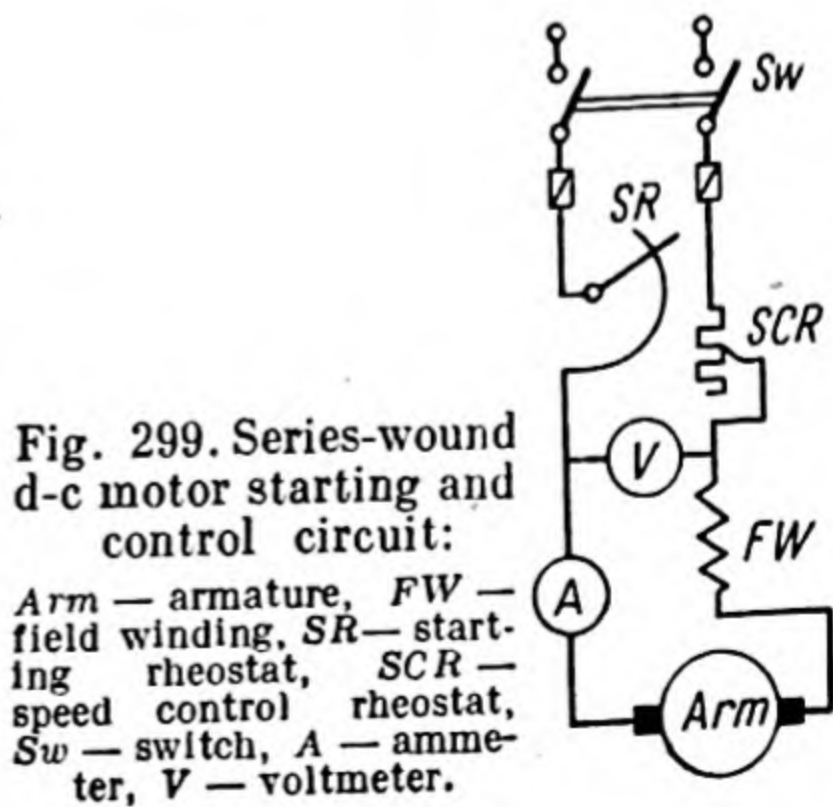 Sw
SR
SCR
V
FW
A
Arm
Fig. 299. Series-wound
d-c motor starting and
control circuit:
Arm — armature, FW —
field winding, SR— start-
ing rheostat, SCR —
speed control rheostat,
Sw — switch, A — amme-
ter, V — voltmeter.